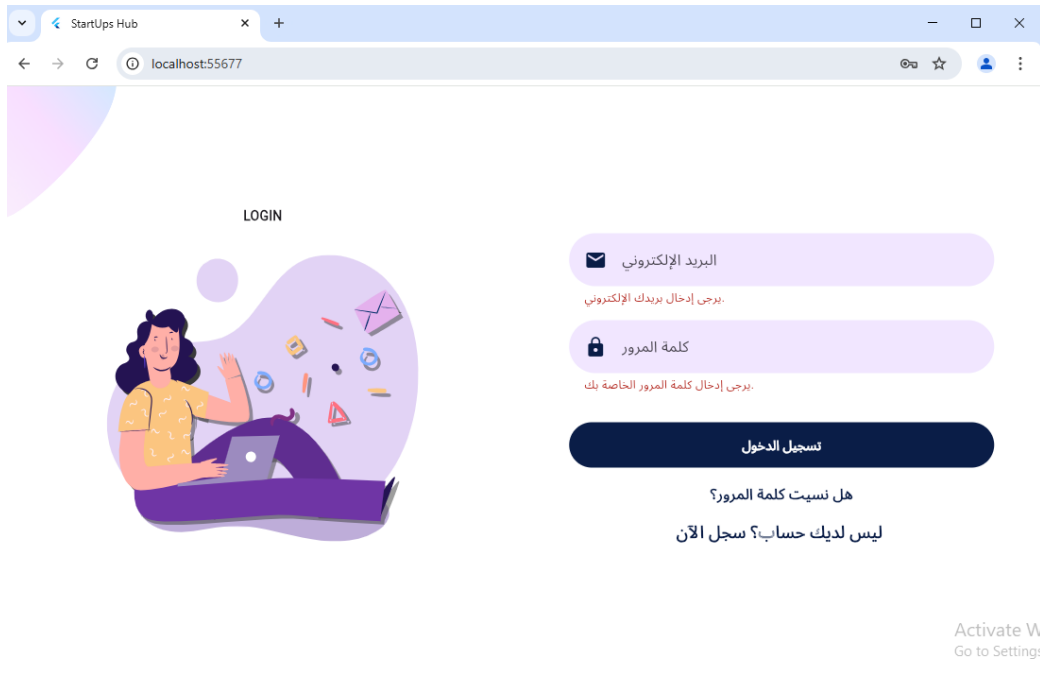 StartUps Hub
localhost:55677
LOGIN
البريد الإلكتروني
يرجى إدخال بريدك الإلكتروني.
كلمة المرور
يرجى إدخال كلمة المرور الخاصة بك.
تسجيل الدخول
هل نسيت كلمة المرور؟
ليس لديك حساب؟ سجل الآن
Activate W
Go to Settings